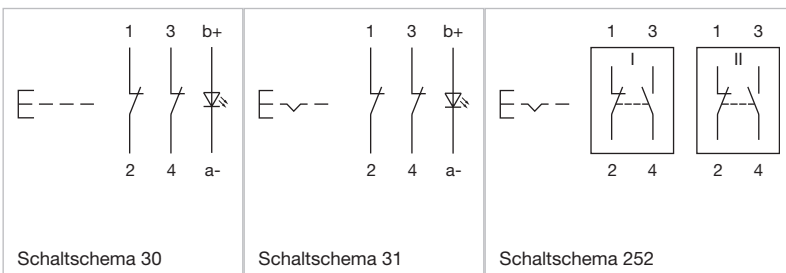 1 3 b+
2 4 a-
Schaltschema 30
1 3 b+
2 4 a-
Schaltschema 31
1 3 1 3
I II
2 4 2 4
Schaltschema 252